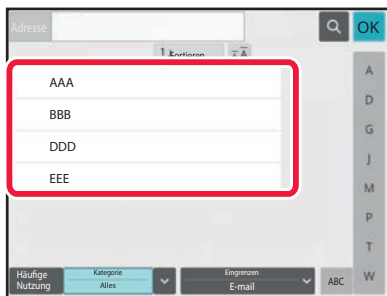 Adresse
OK
1 Sortieren
AAA
BBB
DDD
EEE
A
D
G
J
M
P
T
W
Häufige
Nutzung
Kategorie
Alles
Eingrenzen
E-mail
ABC